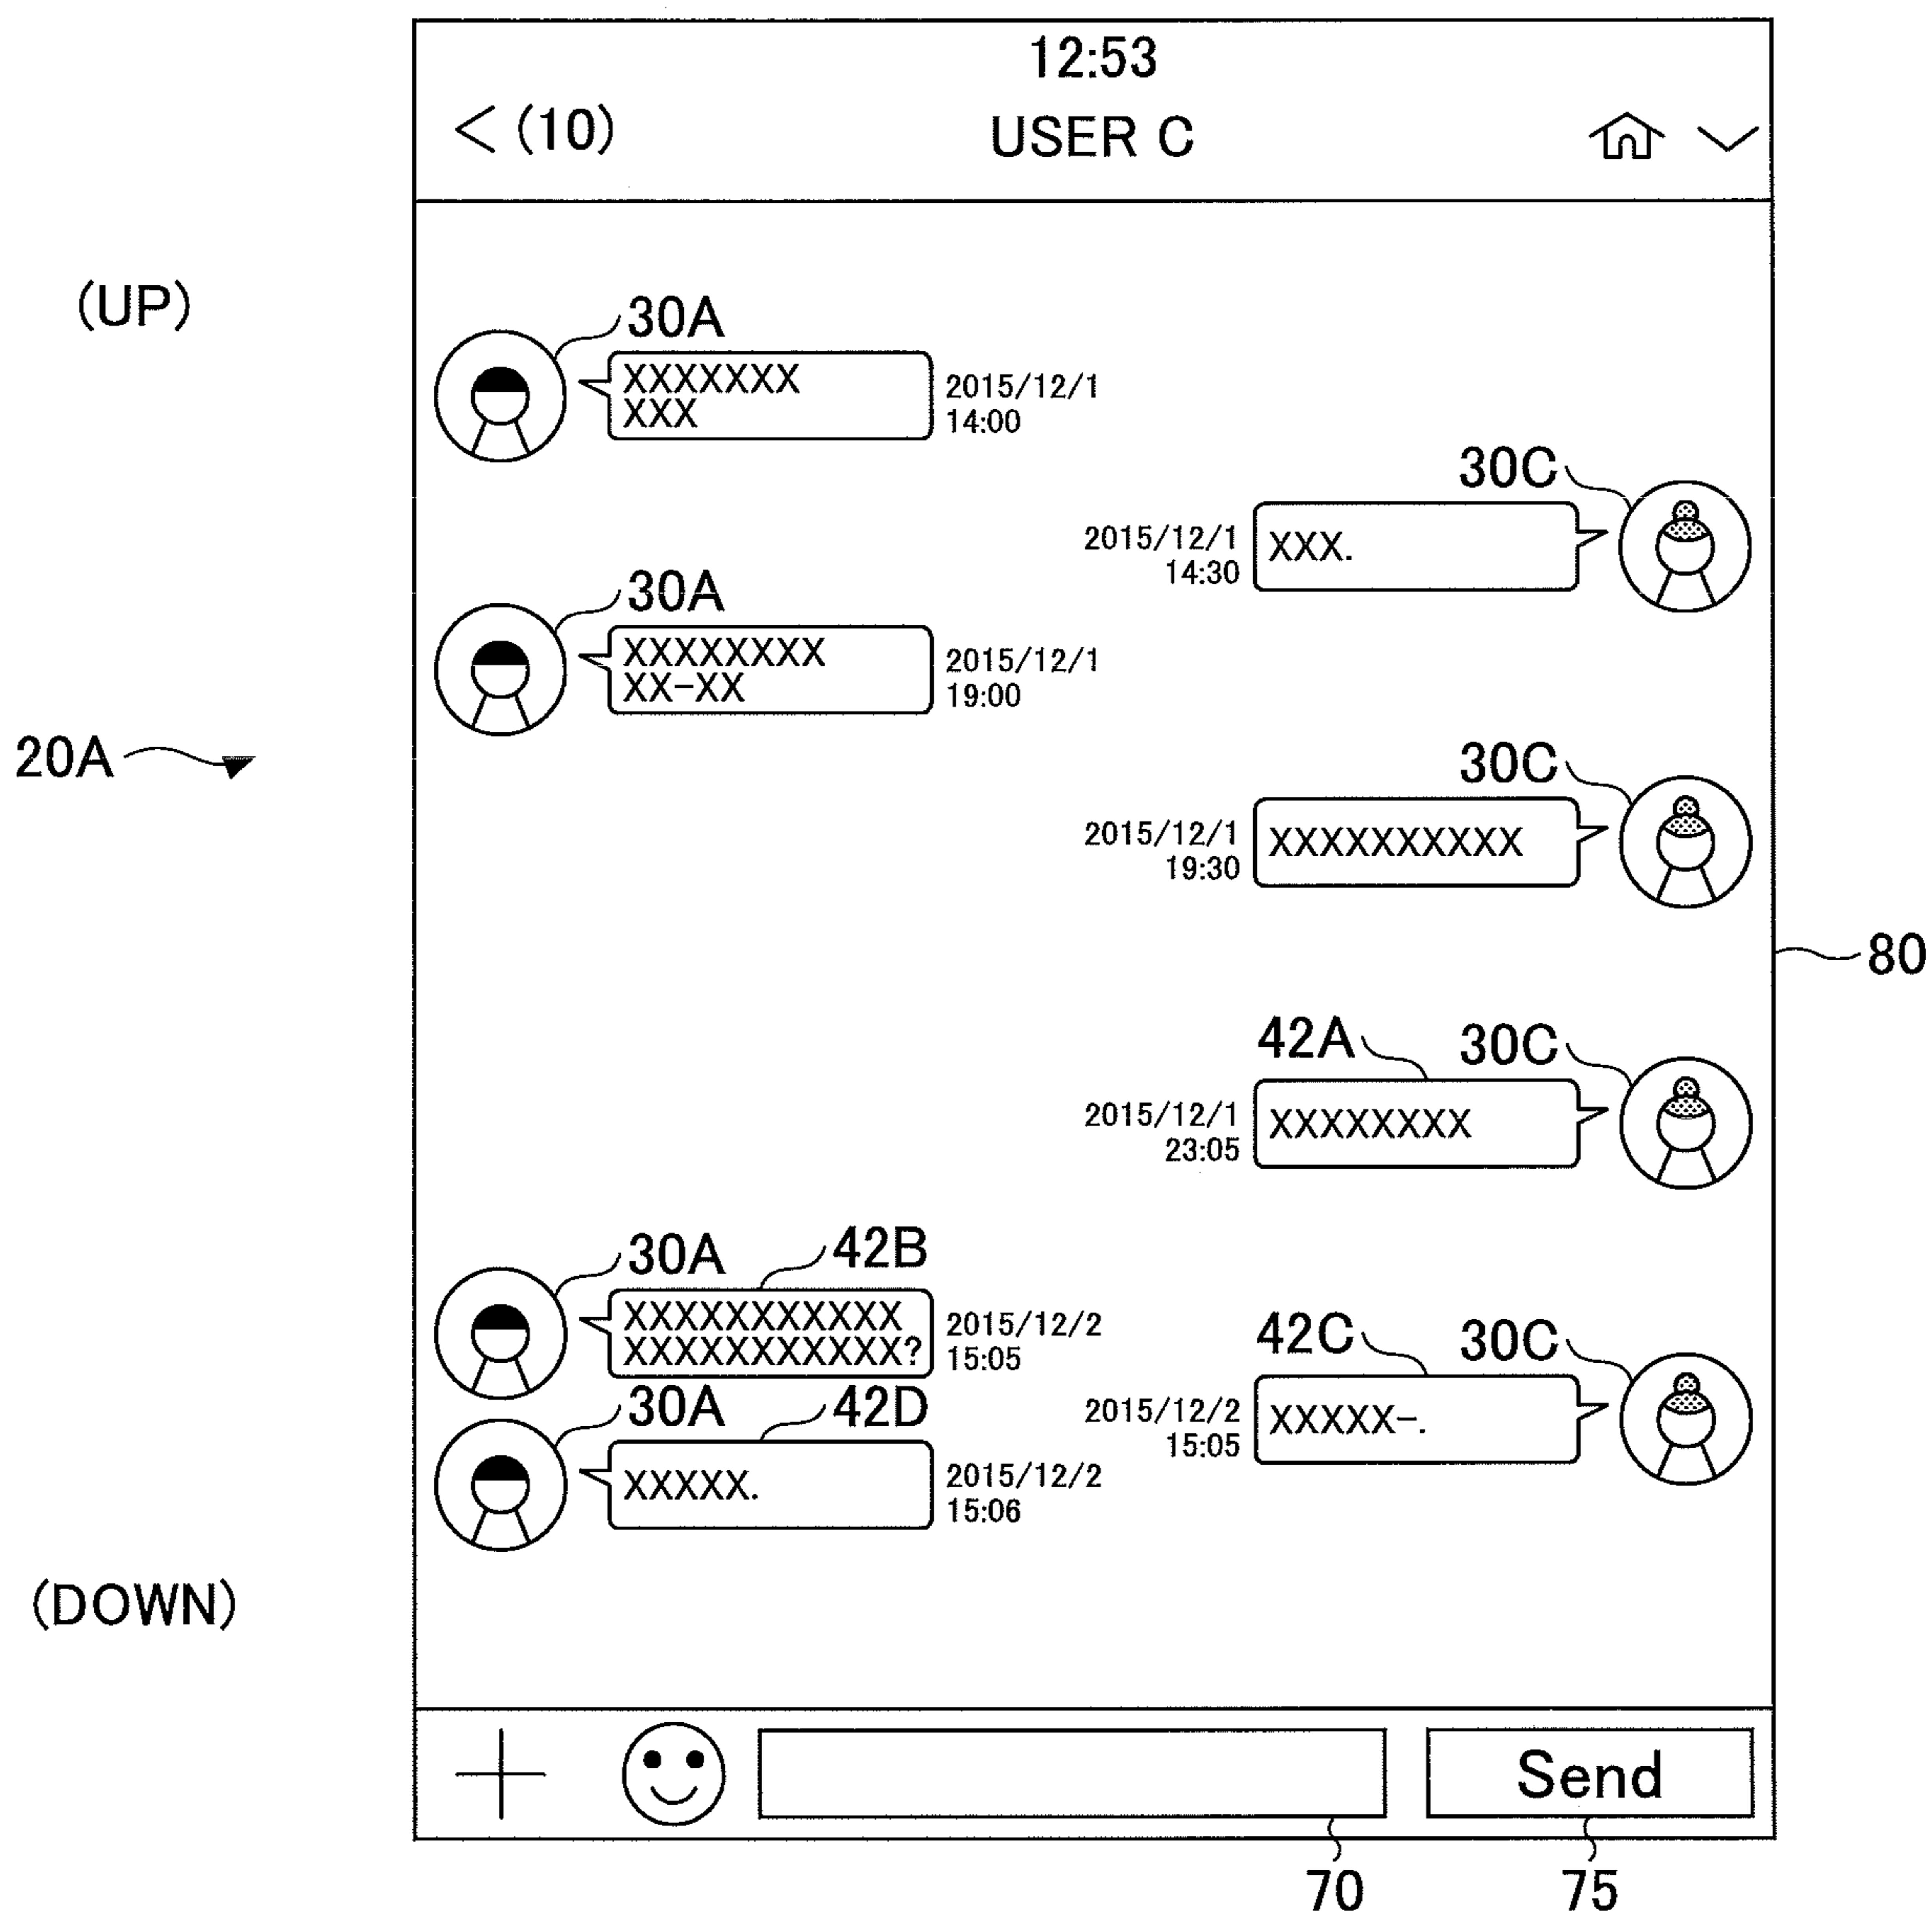 12:53
< (10)
USER C
(UP)
30A
XXXXXXX
XXX
2015/12/1
14:00
30C
2015/12/1
14:30
XXX.
30A
XXXXXXXX
XX-XX
2015/12/1
19:00
20A
30C
2015/12/1
19:30
XXXXXXXXXX
80
42A
30C
2015/12/1
23:05
XXXXXXXX
30A
42B
XXXXXXXXXXX
XXXXXXXXXXX?
2015/12/2
15:05
42C
30C
2015/12/2
15:05
XXXXX-.
30A
42D
XXXXX.
2015/12/2
15:06
(DOWN)
Send
70
75